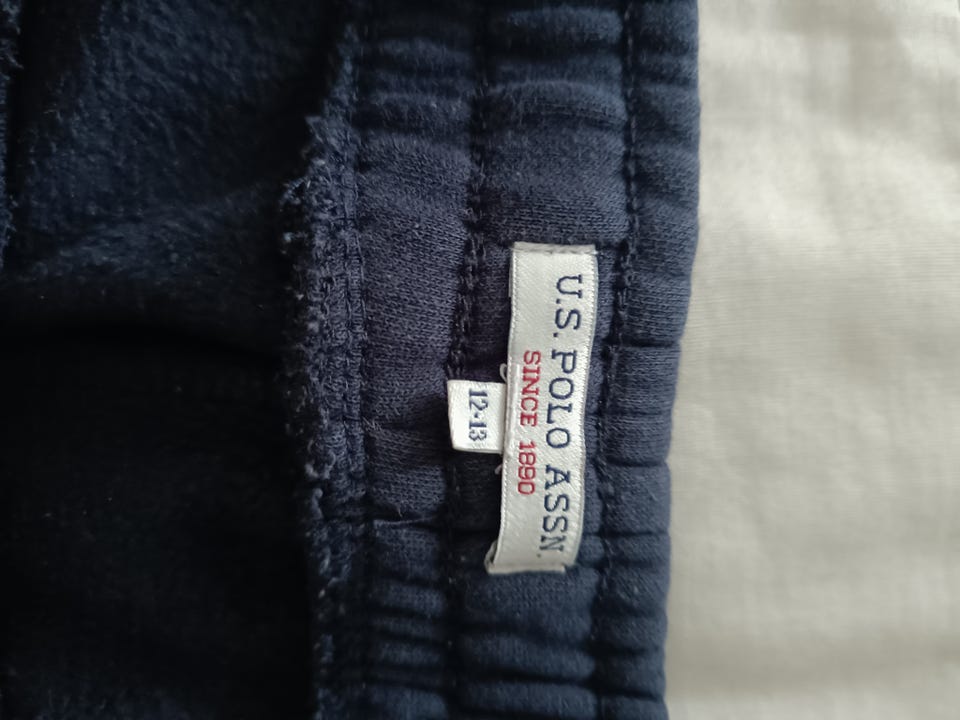 U.S. POLO ASSN.
SINCE 1890
12-13